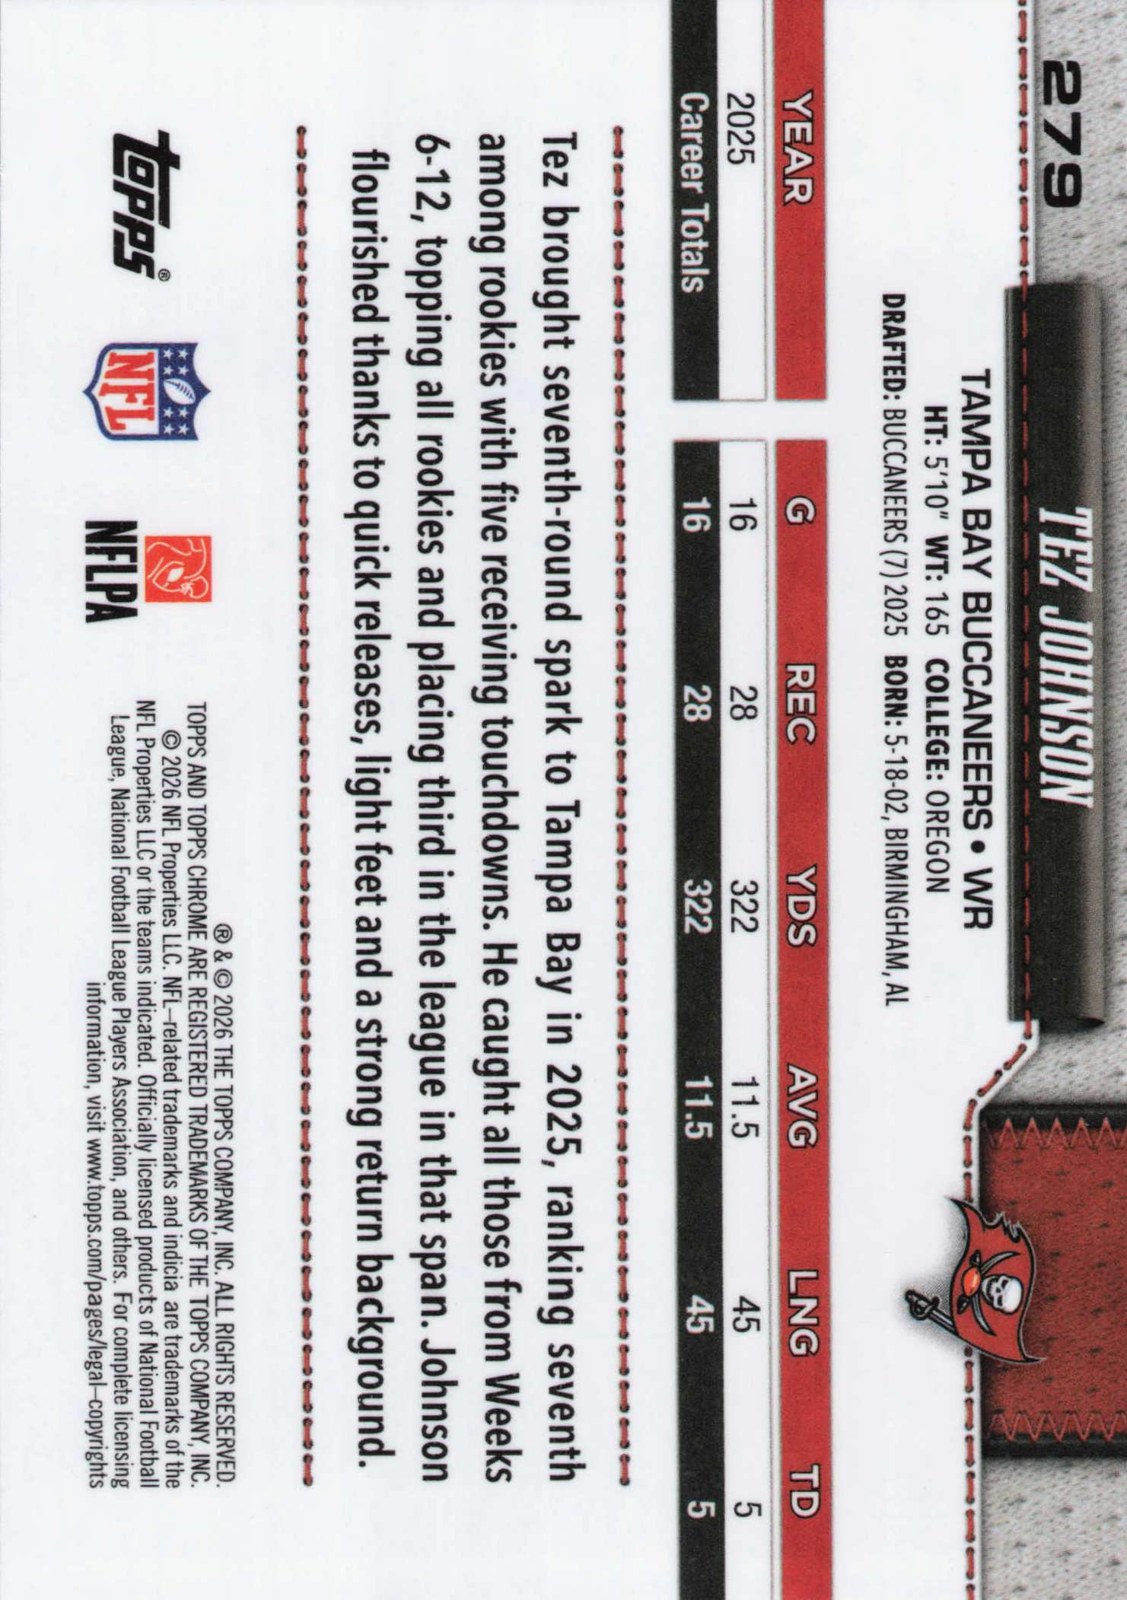 279
TEZ JOHNSON
TAMPA BAY BUCCANEERS • WR
HT: 5'10" WT: 165 COLLEGE: OREGON
DRAFTED: BUCCANEERS (7) 2025 BORN: 5-18-02, BIRMINGHAM, AL
YEAR G REC YDS AVG LNG TD
2025 16 28 322 11.5 45 5
Career Totals 16 28 322 11.5 45 5
Tez brought seventh-round spark to Tampa Bay in 2025, ranking seventh
among rookies with five receiving touchdowns. He caught all those from Weeks
6-12, topping all rookies and placing third in the league in that span. Johnson
flourished thanks to quick releases, light feet and a strong return background.
topps®
NFL
NFLPA
® & © 2026 THE TOPPS COMPANY, INC. ALL RIGHTS RESERVED.
TOPPS AND TOPPS CHROME ARE REGISTERED TRADEMARKS OF THE TOPPS COMPANY, INC.
© 2026 NFL Properties LLC. NFL-related trademarks and indicia are trademarks of the
NFL Properties LLC or the teams indicated. Officially licensed products of National Football
League, National Football League Players Association, and others. For complete licensing
information, visit www.topps.com/pages/legal-copyrights